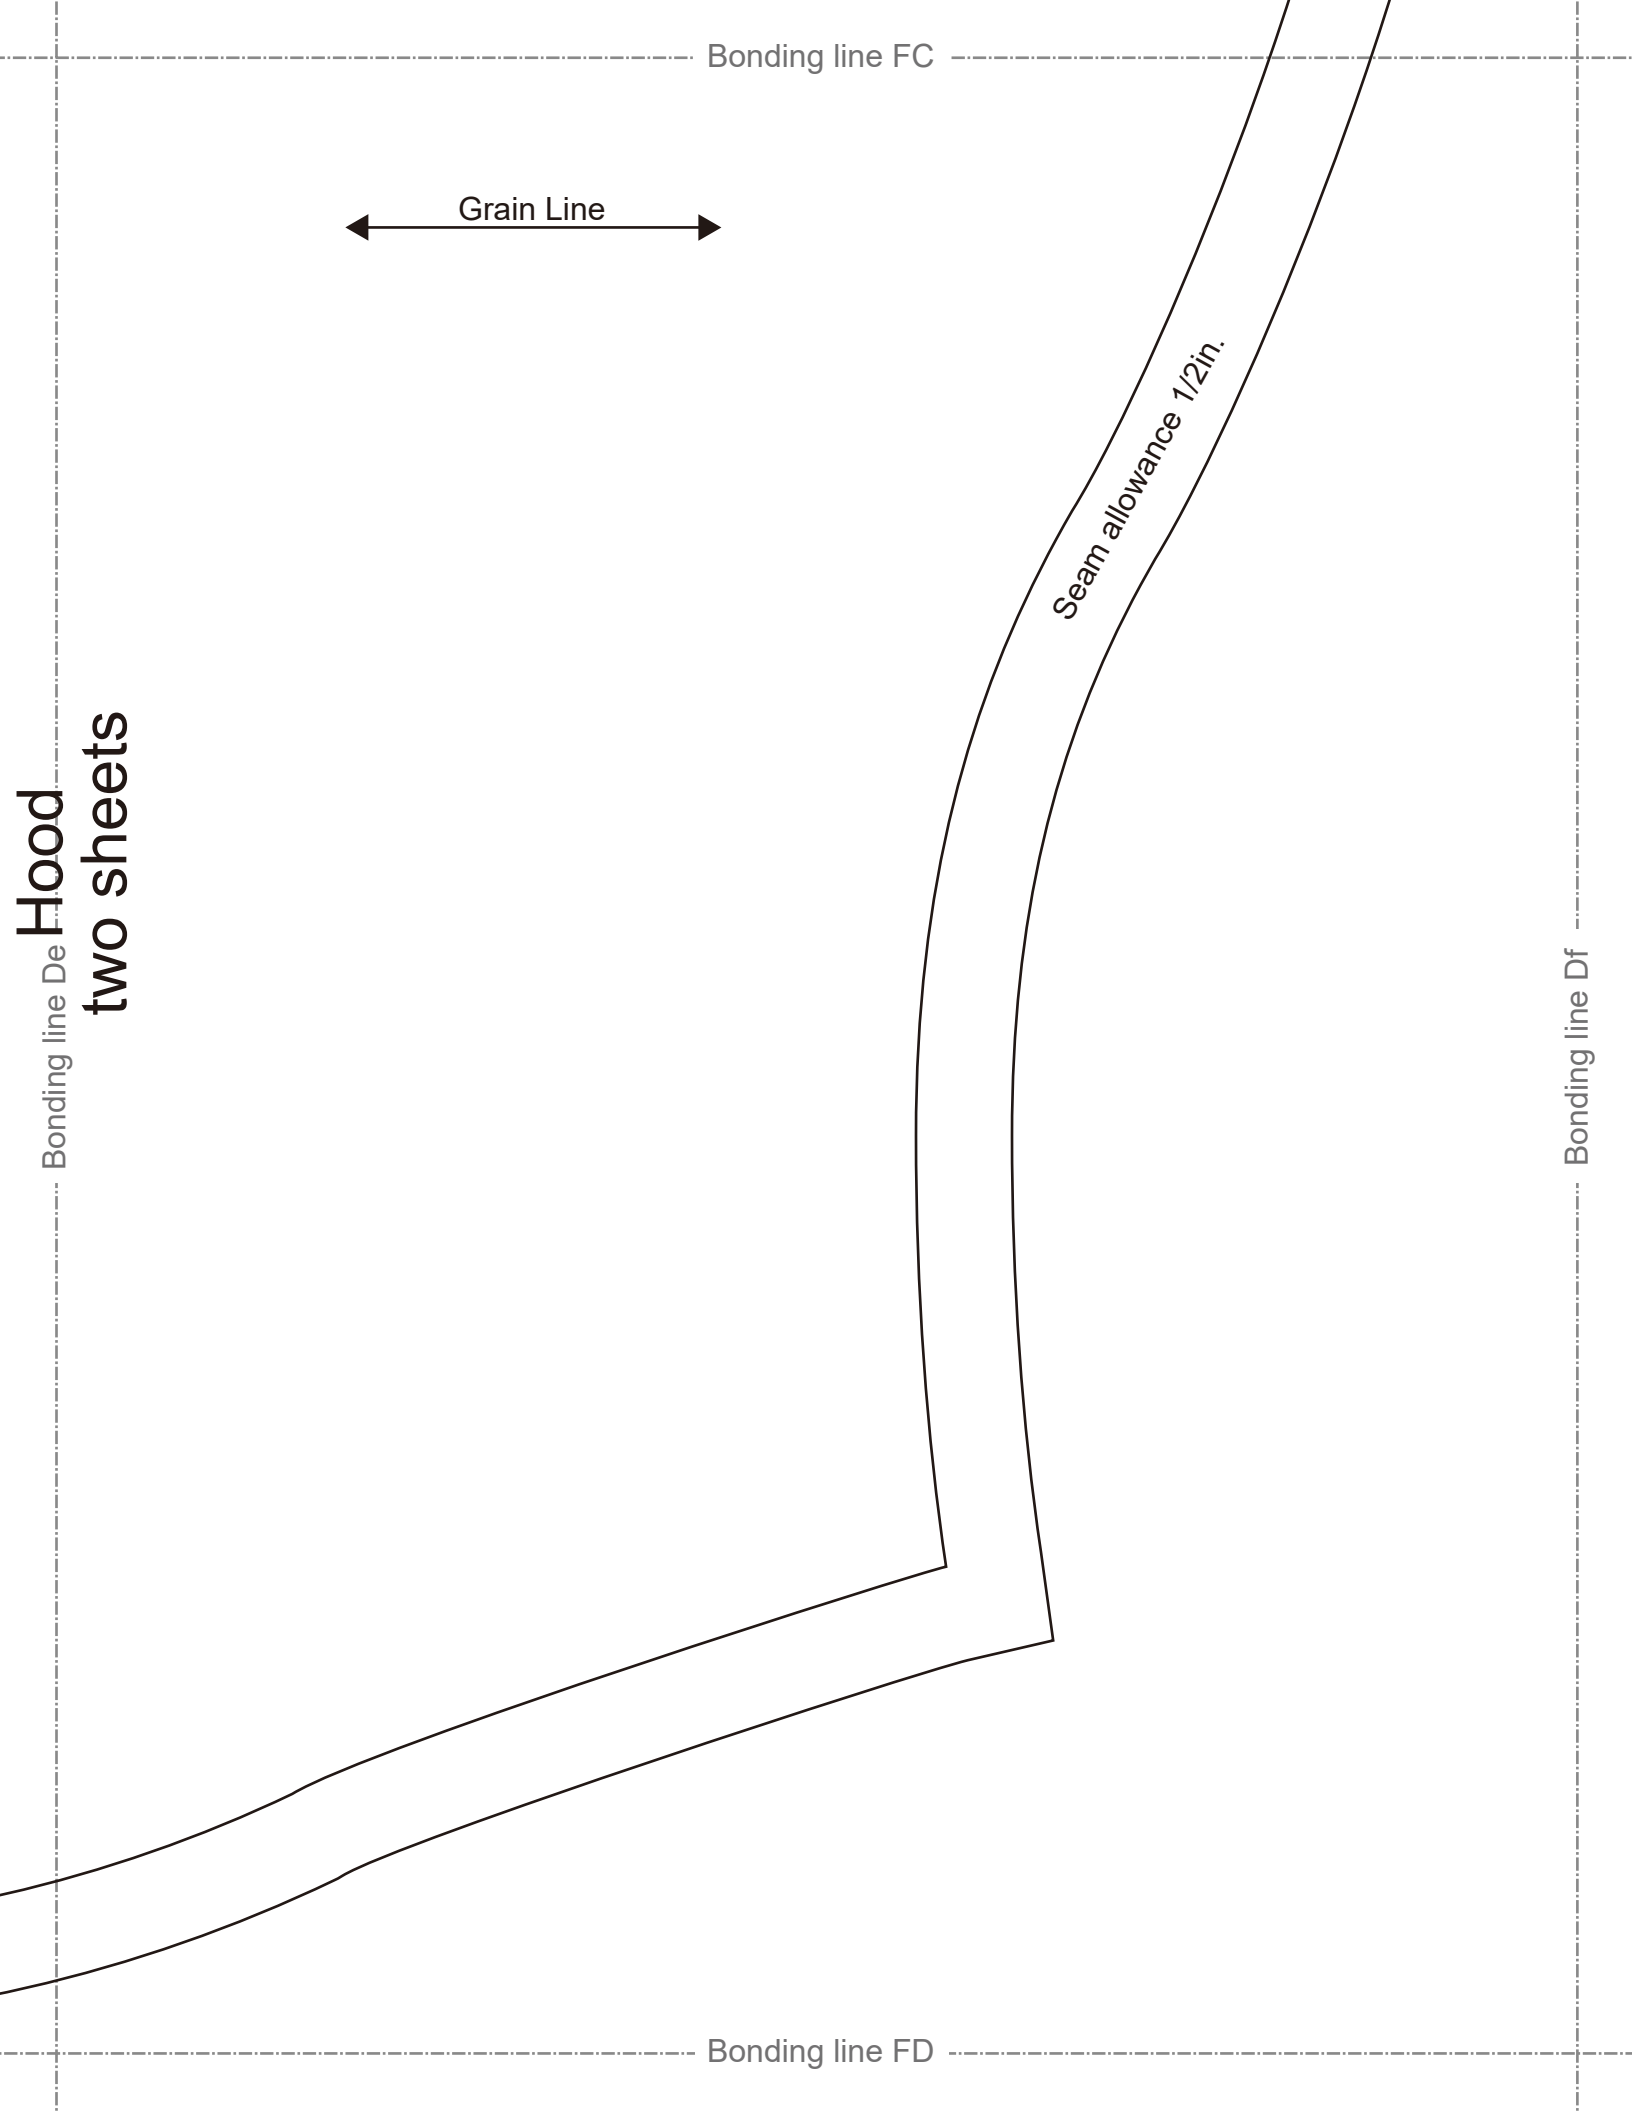 Bonding line FC
Grain Line
Seam allowance 1/2in.
Hood
two sheets
Bonding line De
Bonding line Df
Bonding line FD